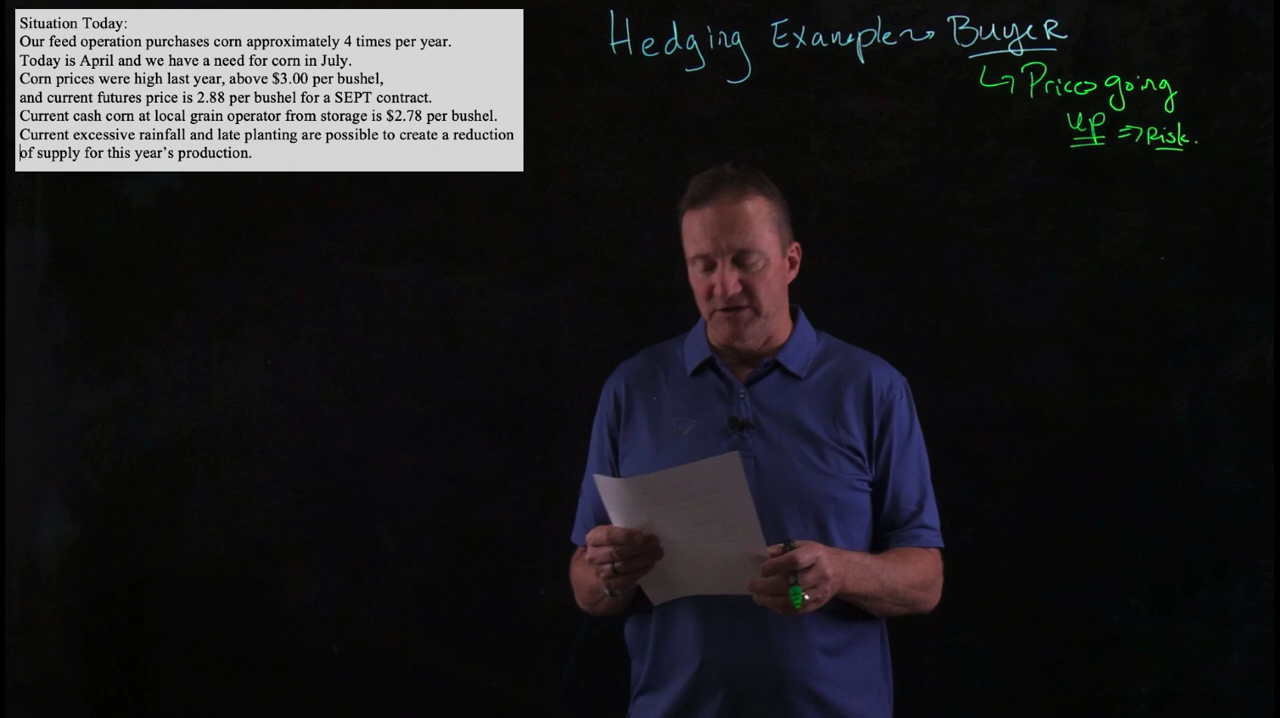 Situation Today:
Our feed operation purchases corn approximately 4 times per year.
Today is April and we have a need for corn in July.
Corn prices were high last year, above $3.00 per bushel,
and current futures price is 2.88 per bushel for a SEPT contract.
Current cash corn at local grain operator from storage is $2.78 per bushel.
Current excessive rainfall and late planting are possible to create a reduction
of supply for this year's production.
Hedging Example Buyer
↳ Prices going
up ⇒ Risk.